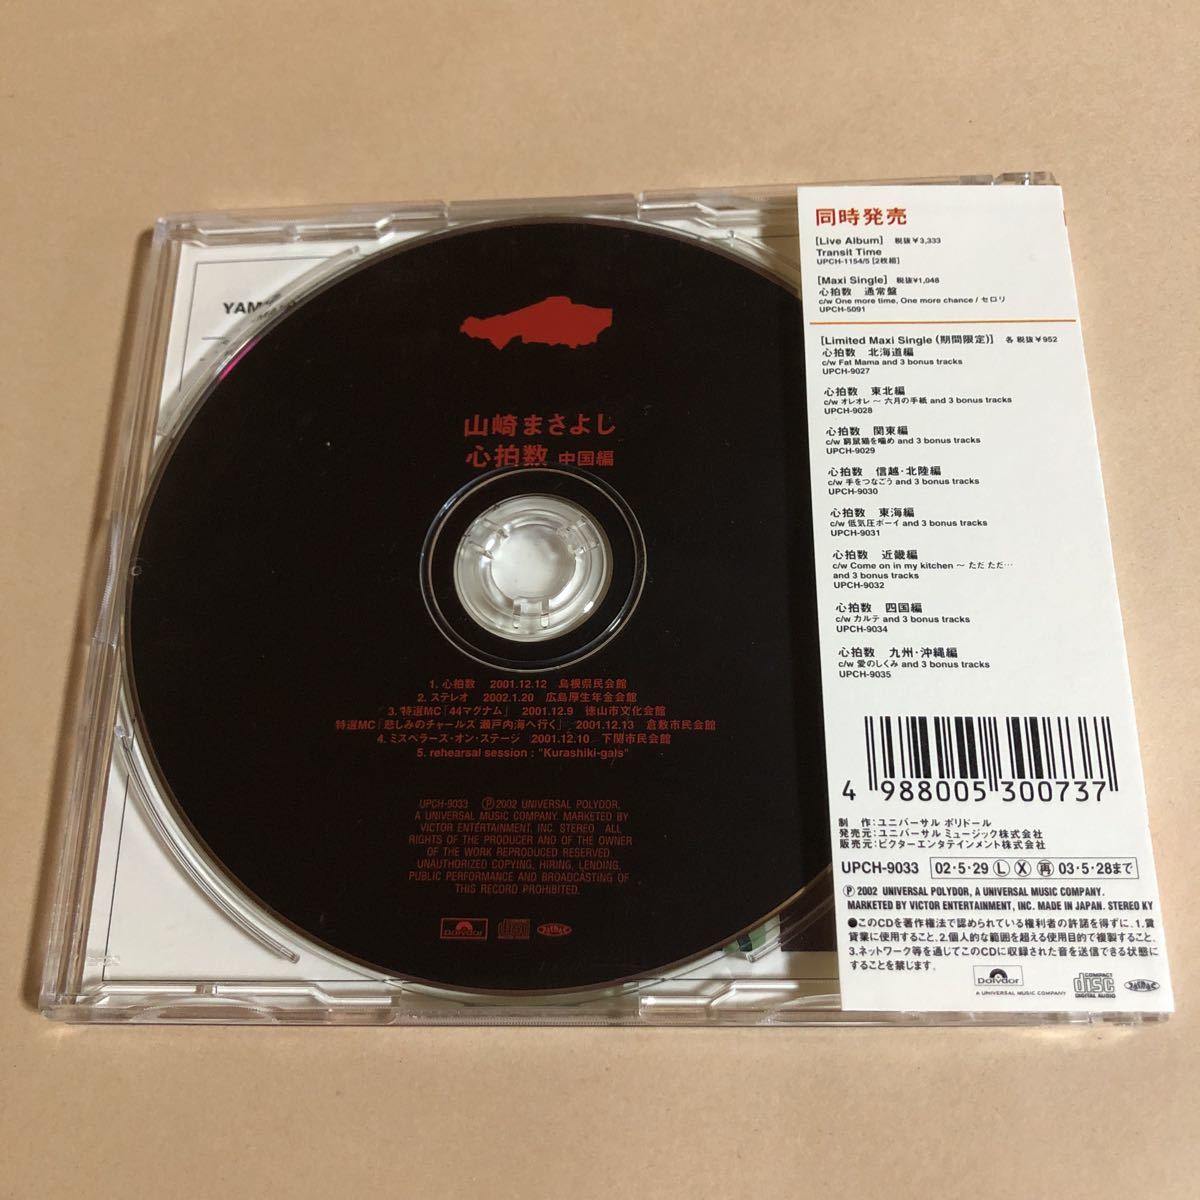 YAM
山崎まさよし
心拍数 中国編
1. 心拍数 2001.12.12 島根県民会館
2. ステレオ 2002.1.20 広島厚生年金会館
3. 特選MC「44マグナム」 2001.12.9 徳山市文化会館
特選MC「悲しみのチャールズ 瀬戸内海へ行く」 2001.12.13 倉敷市民会館
4. ミスペラーズ・オン・ステージ 2001.12.10 下関市民会館
5. rehearsal session : "Kurashiki-gals"
UPCH-9033 Ⓟ2002 UNIVERSAL POLYDOR,
A UNIVERSAL MUSIC COMPANY. MARKETED BY
VICTOR ENTERTAINMENT, INC. STEREO ALL
RIGHTS OF THE PRODUCER AND OF THE OWNER
OF THE WORK REPRODUCED RESERVED.
UNAUTHORIZED COPYING, HIRING, LENDING,
PUBLIC PERFORMANCE AND BROADCASTING OF
THIS RECORD PROHIBITED.
Polydor
同時発売
[Live Album] 税抜¥3,333
Transit Time
UPCH-1154/5 [2枚組]
[Maxi Single] 税抜¥1,048
心拍数 通常盤
c/w One more time, One more chance / セロリ
UPCH-5091
[Limited Maxi Single (期間限定)] 各 税抜 ¥952
心拍数 北海道編
c/w Fat Mama and 3 bonus tracks
UPCH-9027
心拍数 東北編
c/w オレオレ ～ 六月の手紙 and 3 bonus tracks
UPCH-9028
心拍数 関東編
c/w 窮鼠猫を噛め and 3 bonus tracks
UPCH-9029
心拍数 信越・北陸編
c/w 手をつなごう and 3 bonus tracks
UPCH-9030
心拍数 東海編
c/w 低気圧ボーイ and 3 bonus tracks
UPCH-9031
心拍数 近畿編
c/w Come on in my kitchen ～ ただ ただ…
and 3 bonus tracks
UPCH-9032
心拍数 四国編
c/w カルテ and 3 bonus tracks
UPCH-9034
心拍数 九州・沖縄編
c/w 愛のしくみ and 3 bonus tracks
UPCH-9035
4 988005 300737
制 作：ユニバーサル ポリドール
発売元：ユニバーサル ミュージック株式会社
販売元：ビクターエンタテインメント株式会社
UPCH-9033 02・5・29 Ⓛ Ⓧ 再 03・5・28まで
Ⓟ 2002 UNIVERSAL POLYDOR, A UNIVERSAL MUSIC COMPANY.
MARKETED BY VICTOR ENTERTAINMENT, INC. MADE IN JAPAN. STEREO KY
●このCDを著作権法で認められている権利者の許諾を得ずに、1.賃
貸業に使用すること、2.個人的な範囲を超える使用目的で複製すること、
3.ネットワーク等を通じてこのCDに収録された音を送信できる状態に
することを禁じます。
Polydor
A UNIVERSAL MUSIC COMPANY
COMPACT
disc
DIGITAL AUDIO